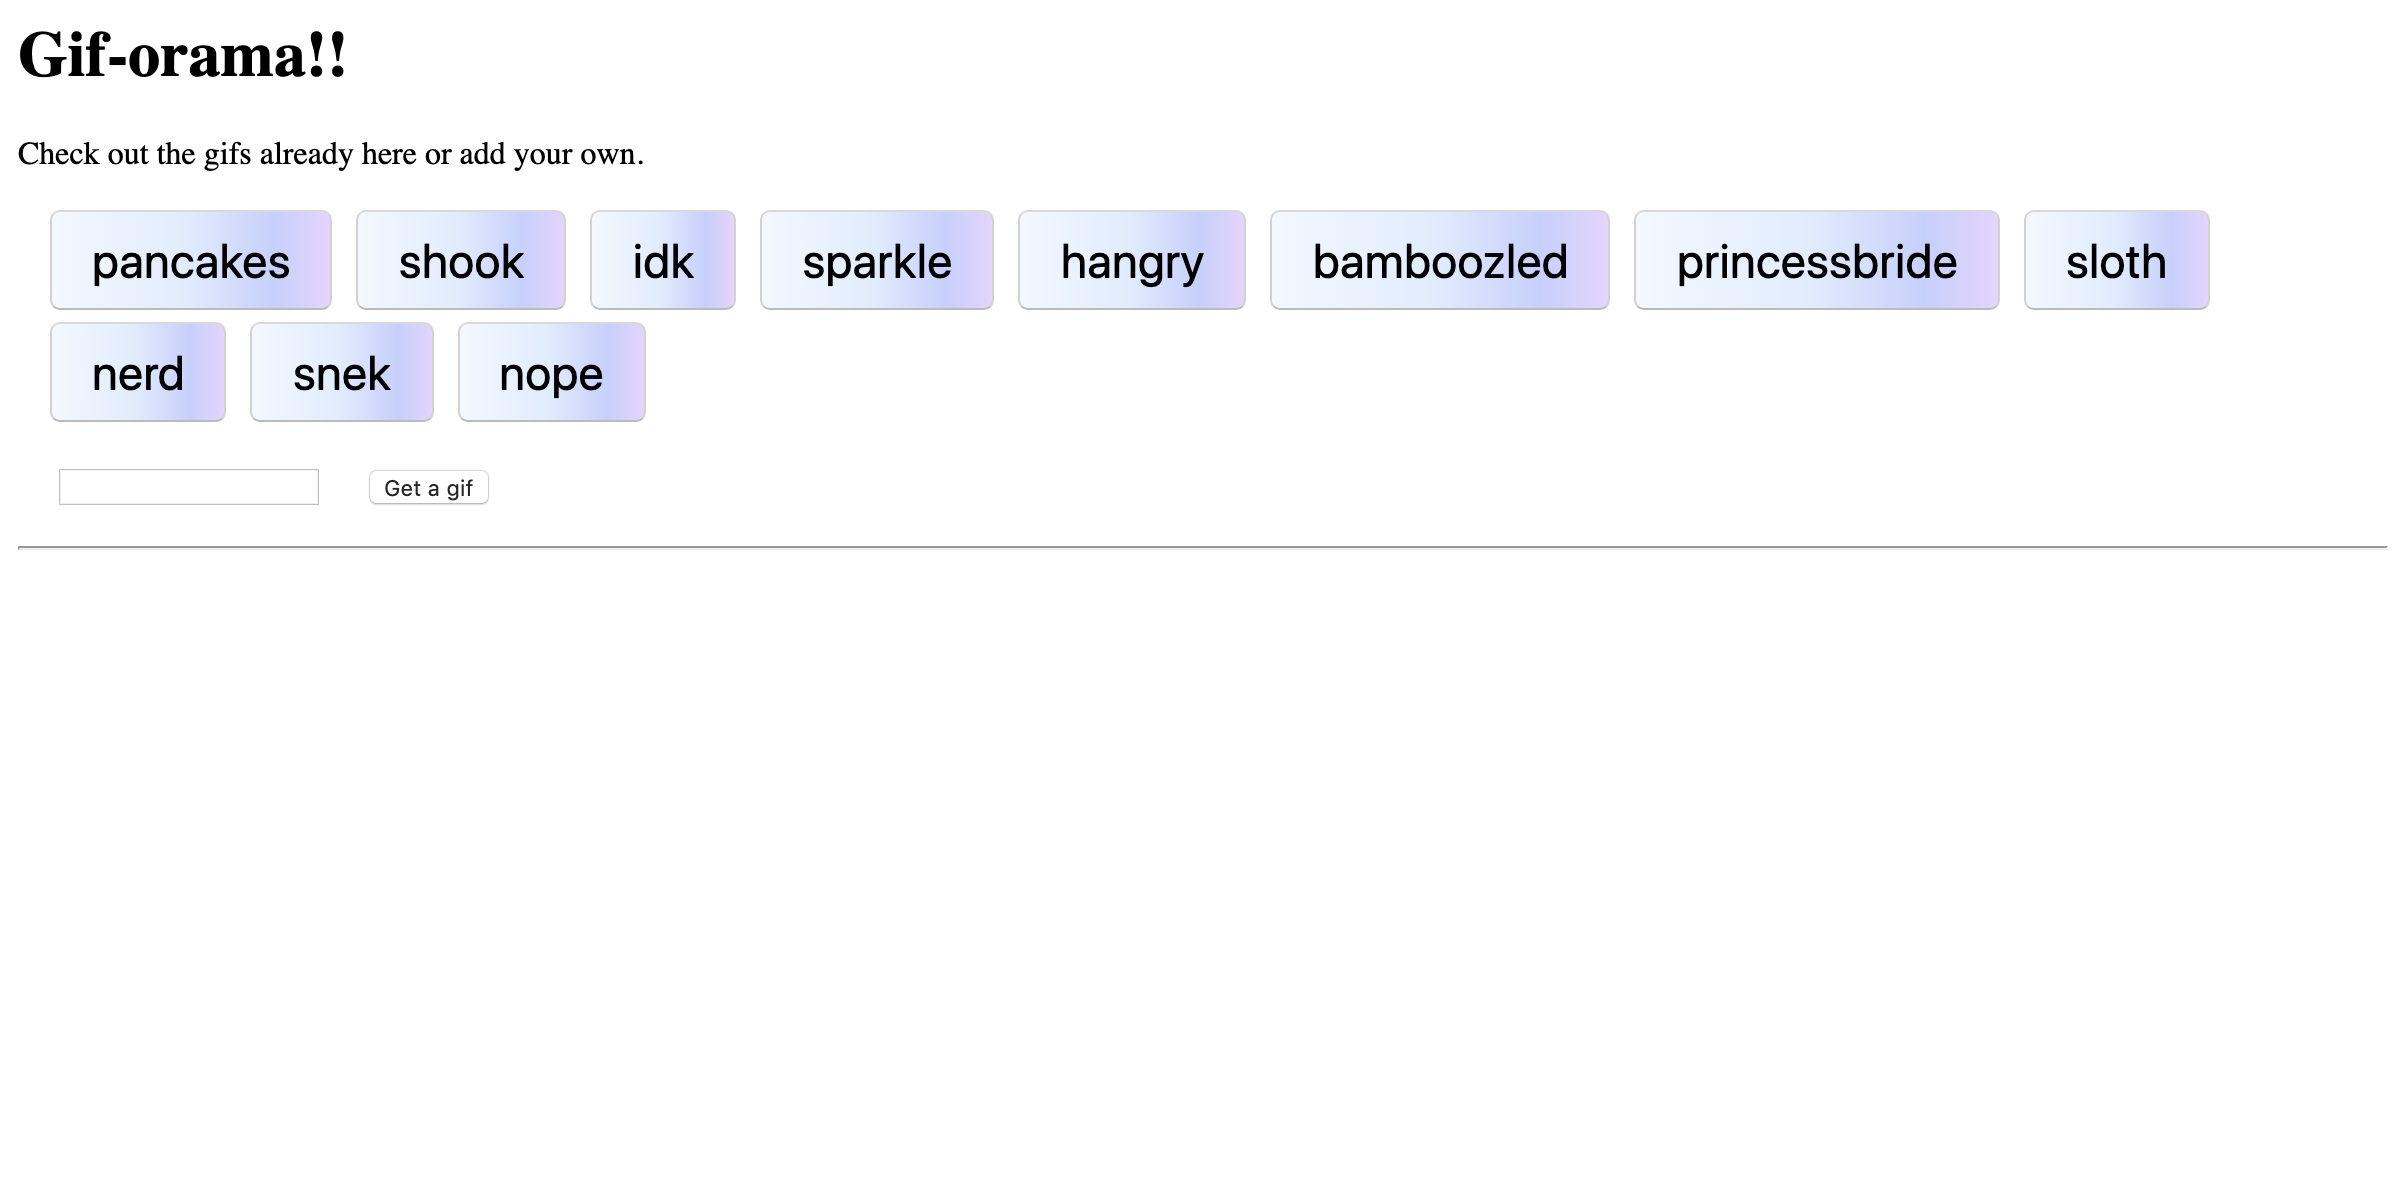 Gif-orama!!
Check out the gifs already here or add your own.
pancakes shook idk sparkle hangry bamboozled princessbride sloth
nerd snek nope
Get a gif